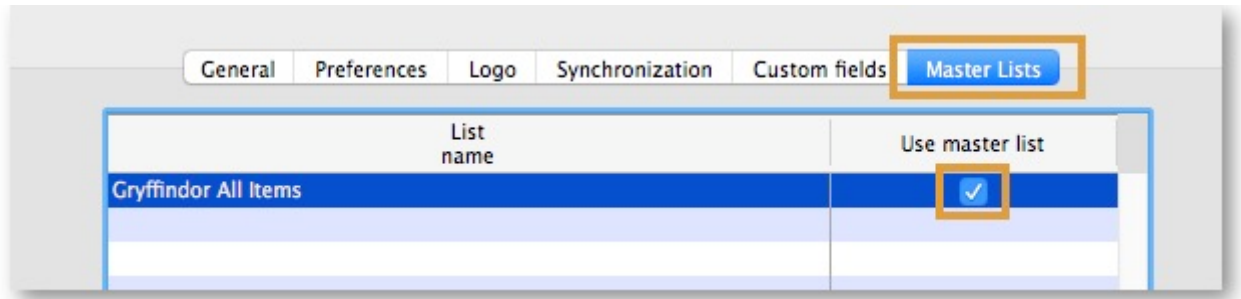 General Preferences Logo Synchronization Custom fields Master Lists
List
name
Use master list
Gryffindor All Items